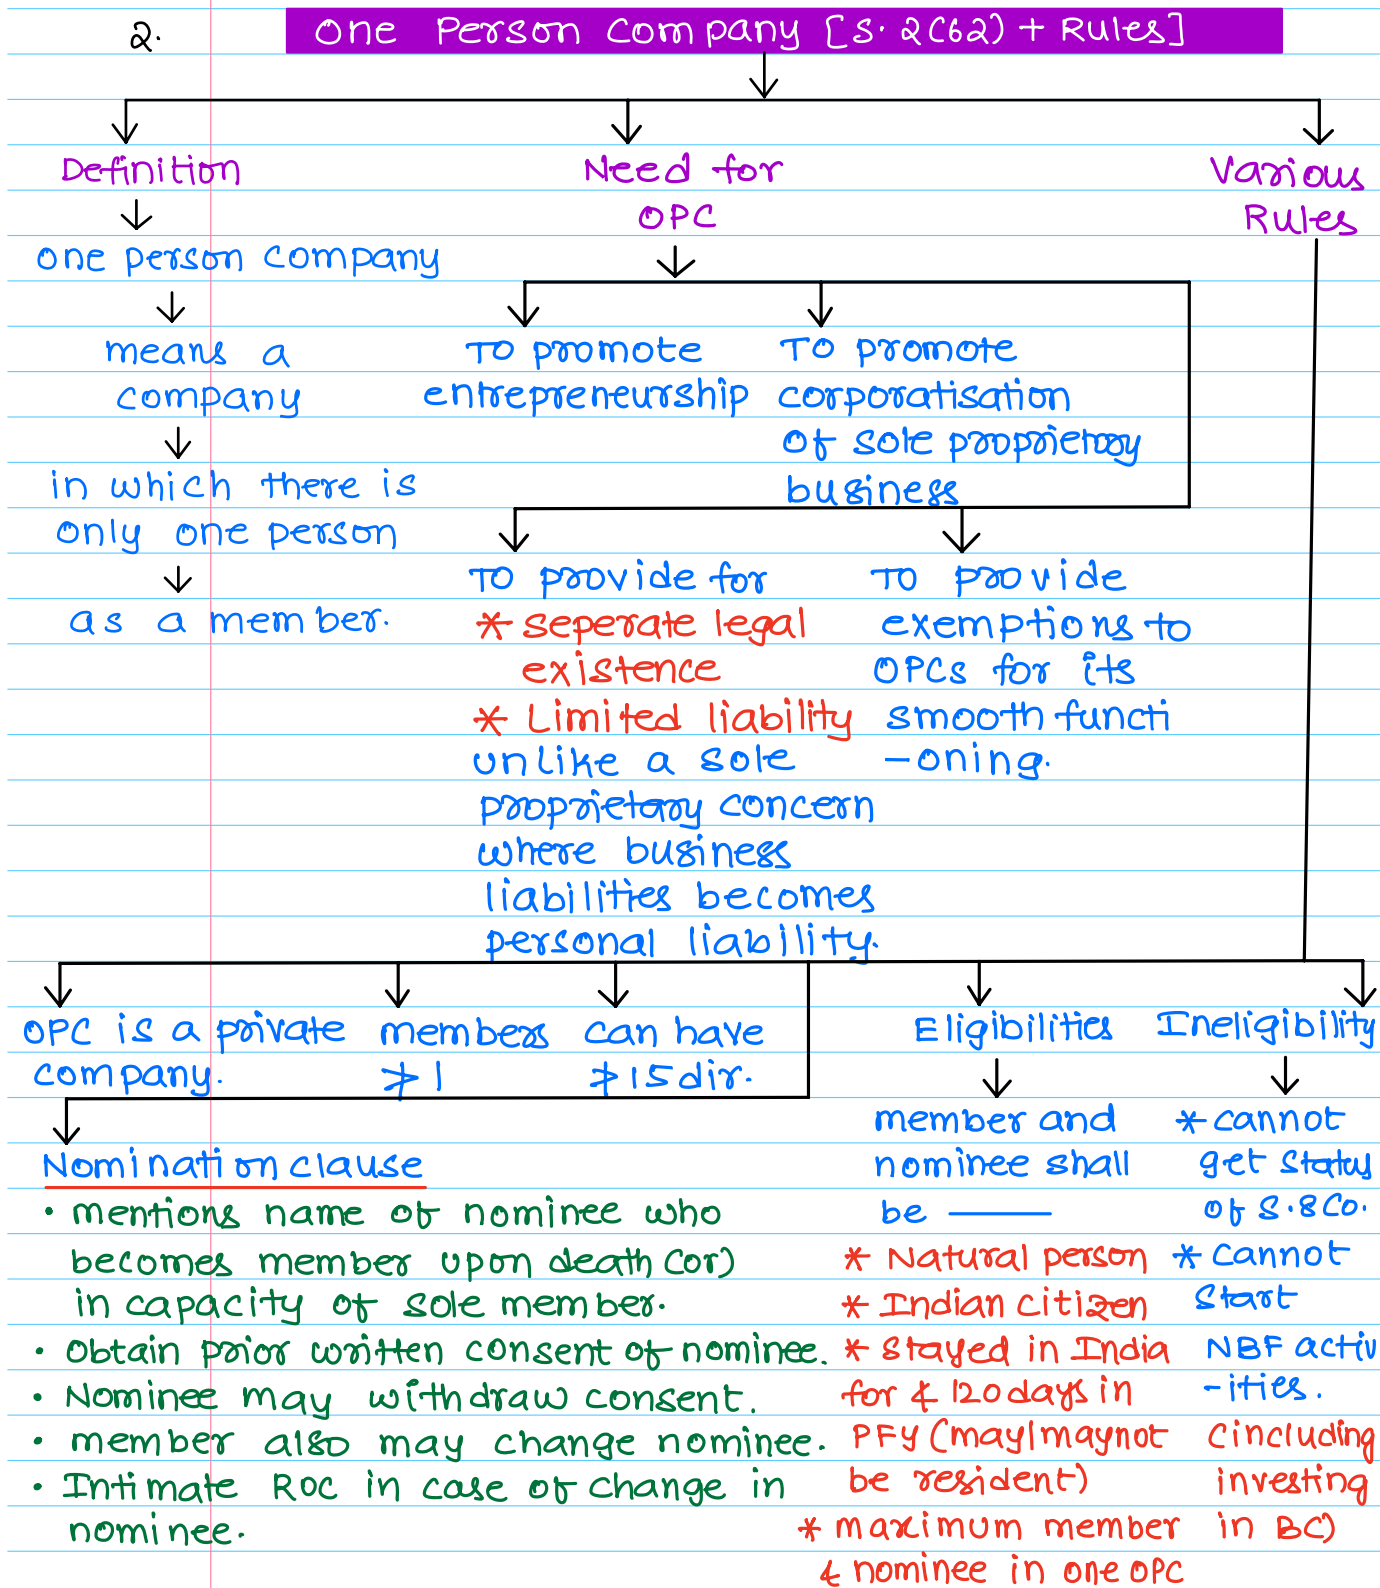 2.
One Person Company [S. 2(62) + Rules]
Definition
one person company
means a
company
in which there is
only one person
as a member.
Need for
OPC
To promote
entrepreneurship
To promote
corporatisation
of sole proprietory
business
To provide for
* seperate legal
existence
* Limited liability
unlike a sole
proprietary concern
where business
liabilities becomes
personal liability.
To provide
exemptions to
OPCs for its
smooth functi
-oning.
Various
Rules
OPC is a private
company.
members
≯ 1
can have
≯ 15 dir.
Nomination clause
• mentions name of nominee who
becomes member upon death (or)
in capacity of sole member.
• Obtain prior written consent of nominee.
• Nominee may withdraw consent.
• member also may change nominee.
• Intimate ROC in case of change in
nominee.
Eligibilities
member and
nominee shall
be ——
* Natural person
* Indian citizen
* Stayed in India
for ≮ 120 days in
PFY (may/maynot
be resident)
* maximum member
& nominee in one OPC
Ineligibility
* cannot
get status
of S.8 Co.
* cannot
start
NBF activ
-ities.
(including
investing
in BC)